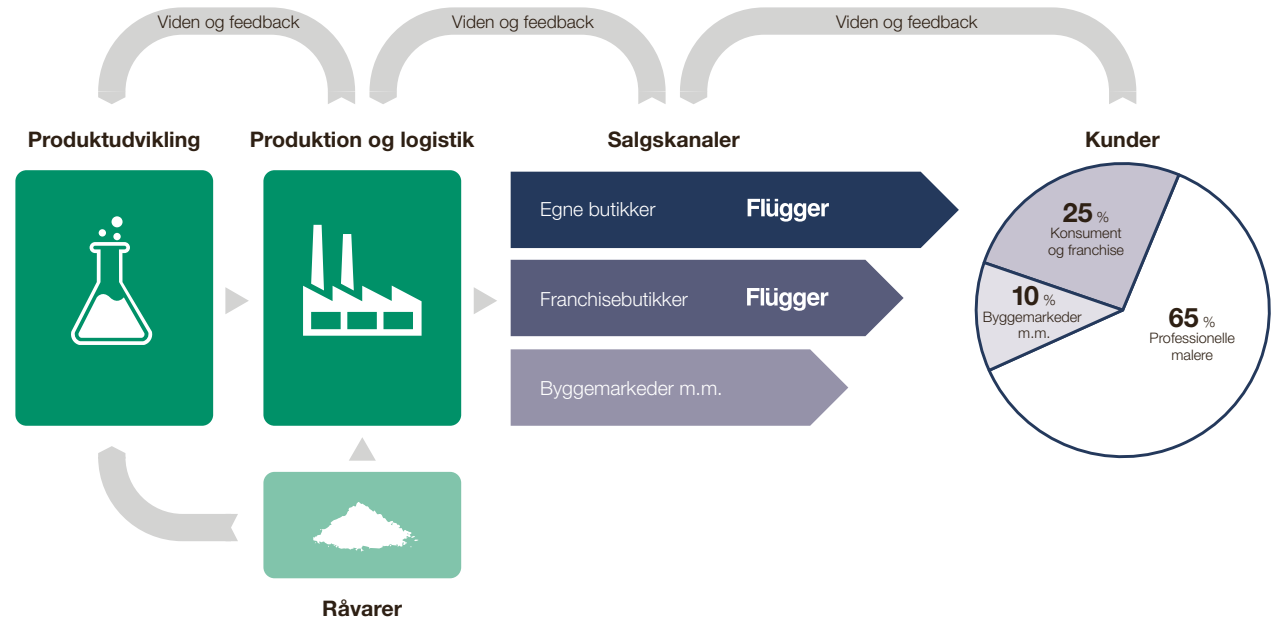 Viden og feedback
Viden og feedback
Viden og feedback
Produktudvikling
Produktion og logistik
Salgskanaler
Kunder
Egne butikker
Flügger
Franchisebutikker
Flügger
Byggemarkeder m.m.
25 %
Konsument
og franchise
10 %
Byggemarkeder
m.m.
65 %
Professionelle
malere
Råvarer